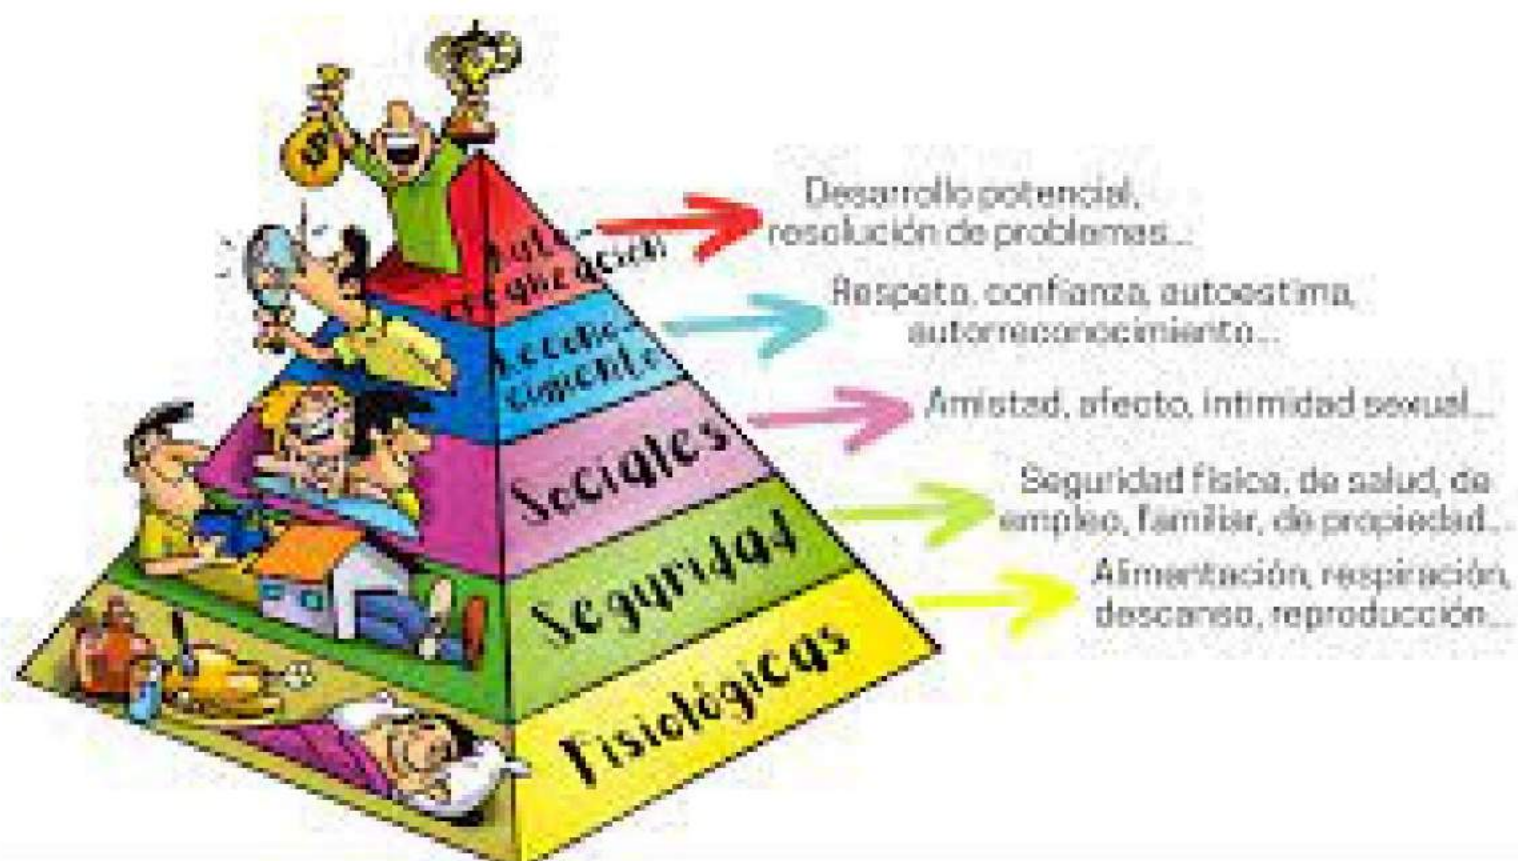 $
Auto-
rrealización
Desarrollo potencial,
resolución de problemas...
Recono-
cimiento
Respeto, confianza, autoestima,
autorreconocimiento...
Sociales
Amistad, afecto, intimidad sexual...
Seguridad
Seguridad física, de salud, de
empleo, familiar, de propiedad...
Fisiológicas
Alimentación, respiración,
descanso, reproducción...